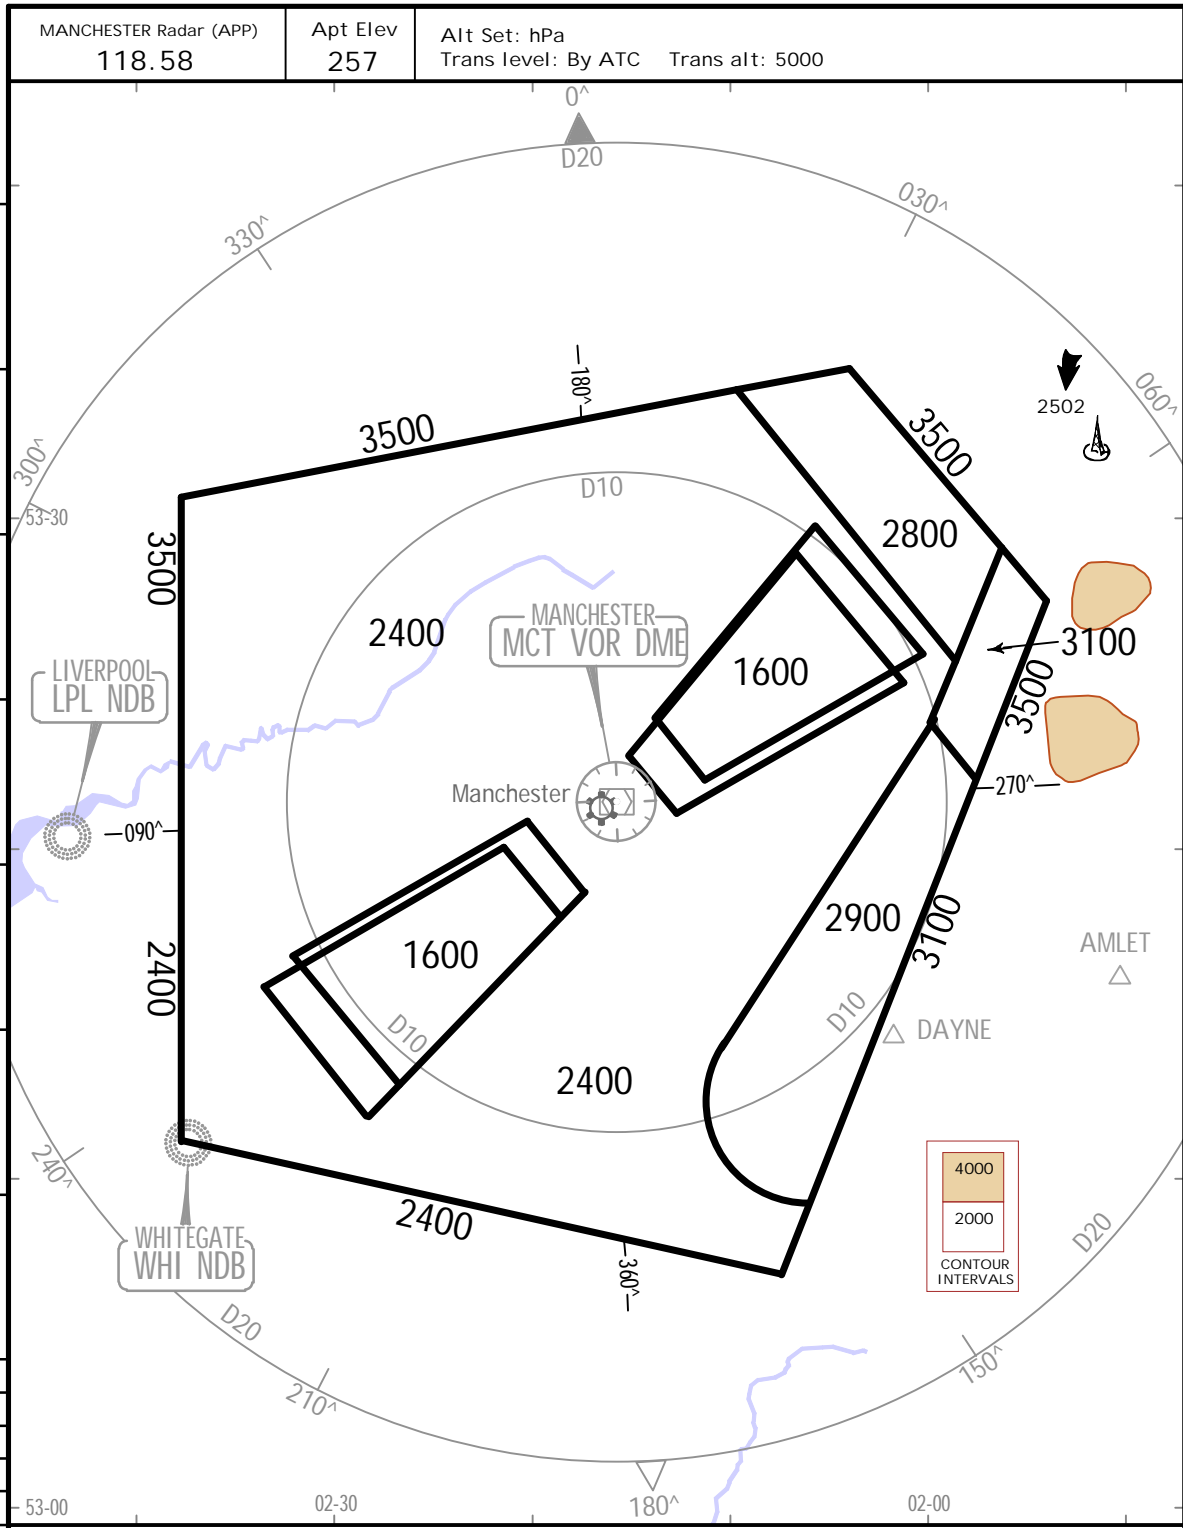 MANCHESTER Radar (APP)
118.58
Apt Elev
257
Alt Set: hPa
Trans level: By ATC Trans alt: 5000
0^
D20
030^
330^
060^
2502
180^
3500
3500
300^
D10
53-30
2800
3500
MANCHESTER
MCT VOR DME
2400
3100
1600
LIVERPOOL
LPL NDB
3500
270^
Manchester
090^
2900
3100
1600
2400
AMLET
D10
D10
DAYNE
2400
240^
4000
2000
CONTOUR
INTERVALS
2400
WHITEGATE
WHI NDB
360^
D20
D20
150^
210^
53-00
02-30
180^
02-00